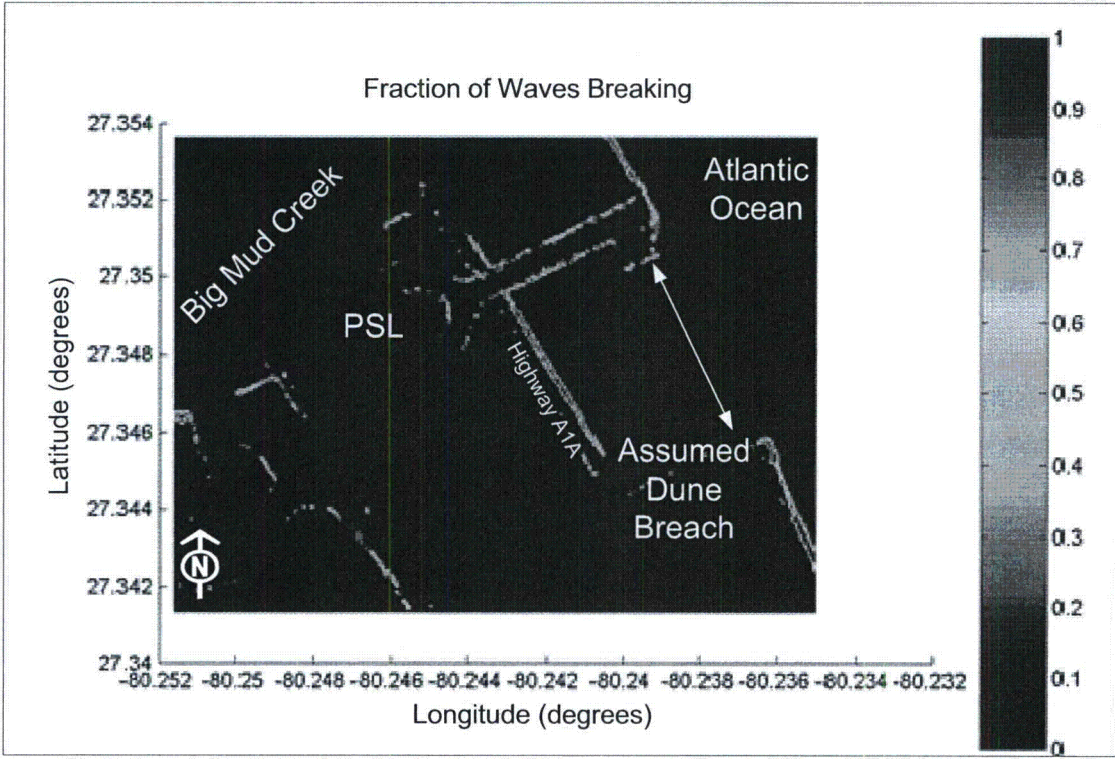 Fraction of Waves Breaking
27.354
27.352
27.35
27.348
27.346
27.344
27.342
27.34
Latitude (degrees)
Big Mud Creek
Atlantic
Ocean
PSL
Highway A1A
Assumed
Dune
Breach
N
-80.252 -80.25 -80.248 -80.246 -80.244 -80.242 -80.24 -80.238 -80.236 -80.234 -80.232
Longitude (degrees)
1
0.9
0.8
0.7
0.6
0.5
0.4
0.3
0.2
0.1
0